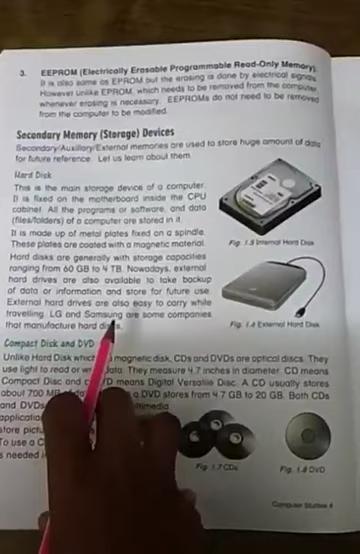 3. EEPROM (Electrically Erasable Programmable Read-Only Memory):
It is also same as EPROM but the erasing is done by electrical signals.
However unlike EPROM, which needs to be removed from the computer
whenever erasing is necessary. EEPROMs do not need to be removed
from the computer to be modified.
Secondary Memory (Storage) Devices
Secondary/Auxillary/External memories are used to store huge amount of data
for future reference. Let us learn about them.
Hard Disk
This is the main storage device of a computer.
It is fixed on the motherboard inside the CPU
cabinet. All the programs or software, and data
(files/folders) of a computer are stored in it.
It is made up of metal plates fixed on a spindle.
These plates are coated with a magnetic material.
Fig. 1.5 Internal Hard Disk
Hard disks are generally with storage capacities
ranging from 60 GB to 4 TB. Nowadays, external
hard drives are also available to take backup
of data or information and store for future use.
External hard drives are also easy to carry while
travelling. LG and Samsung are some companies
that manufacture hard disks.
Fig. 1.6 External Hard Disk
Compact Disk and DVD
Unlike Hard Disk which magnetic disk, CDs and DVDs are optical discs. They
use light to read or data. They measure 4.7 inches in diameter. CD means
Compact Disc and means Digital Versatile Disc. A CD usually stores
about 700 MB a DVD stores from 4.7 GB to 20 GB. Both CDs
and DVDs
store
To use a
needed
Fig. 1.7 CDs
Fig. 1.8 DVD
Computer Studies